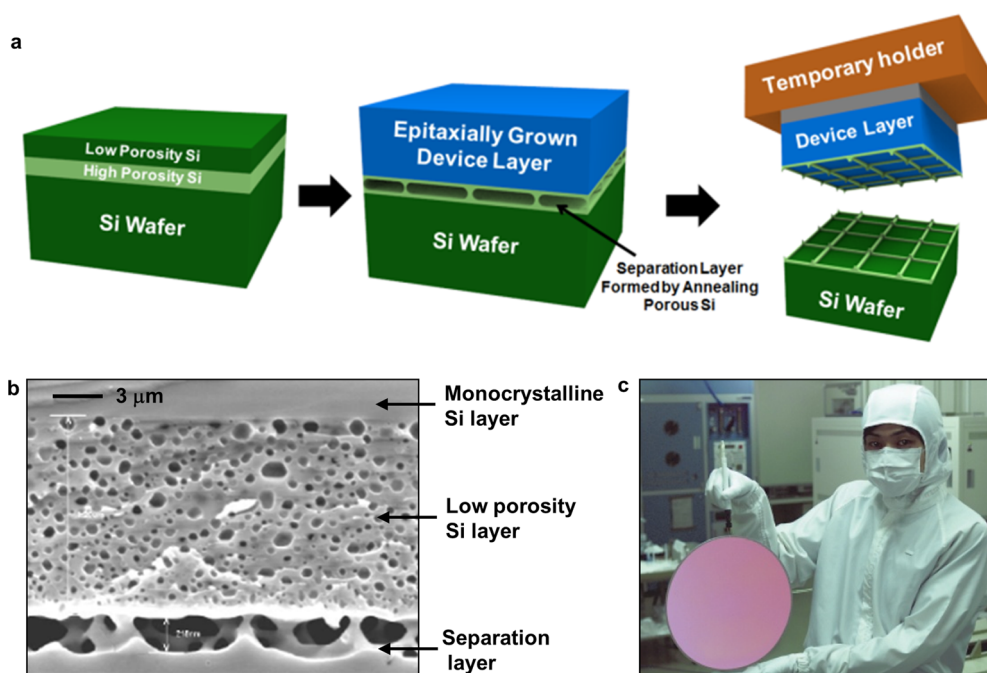 a
Low Porosity Si
High Porosity Si
Si Wafer
Epitaxially Grown
Device Layer
Si Wafer
Separation Layer
Formed by Annealing
Porous Si
Temporary holder
Device Layer
Si Wafer
b
3 μm
Monocrystalline
Si layer
Low porosity
Si layer
Separation
layer
c